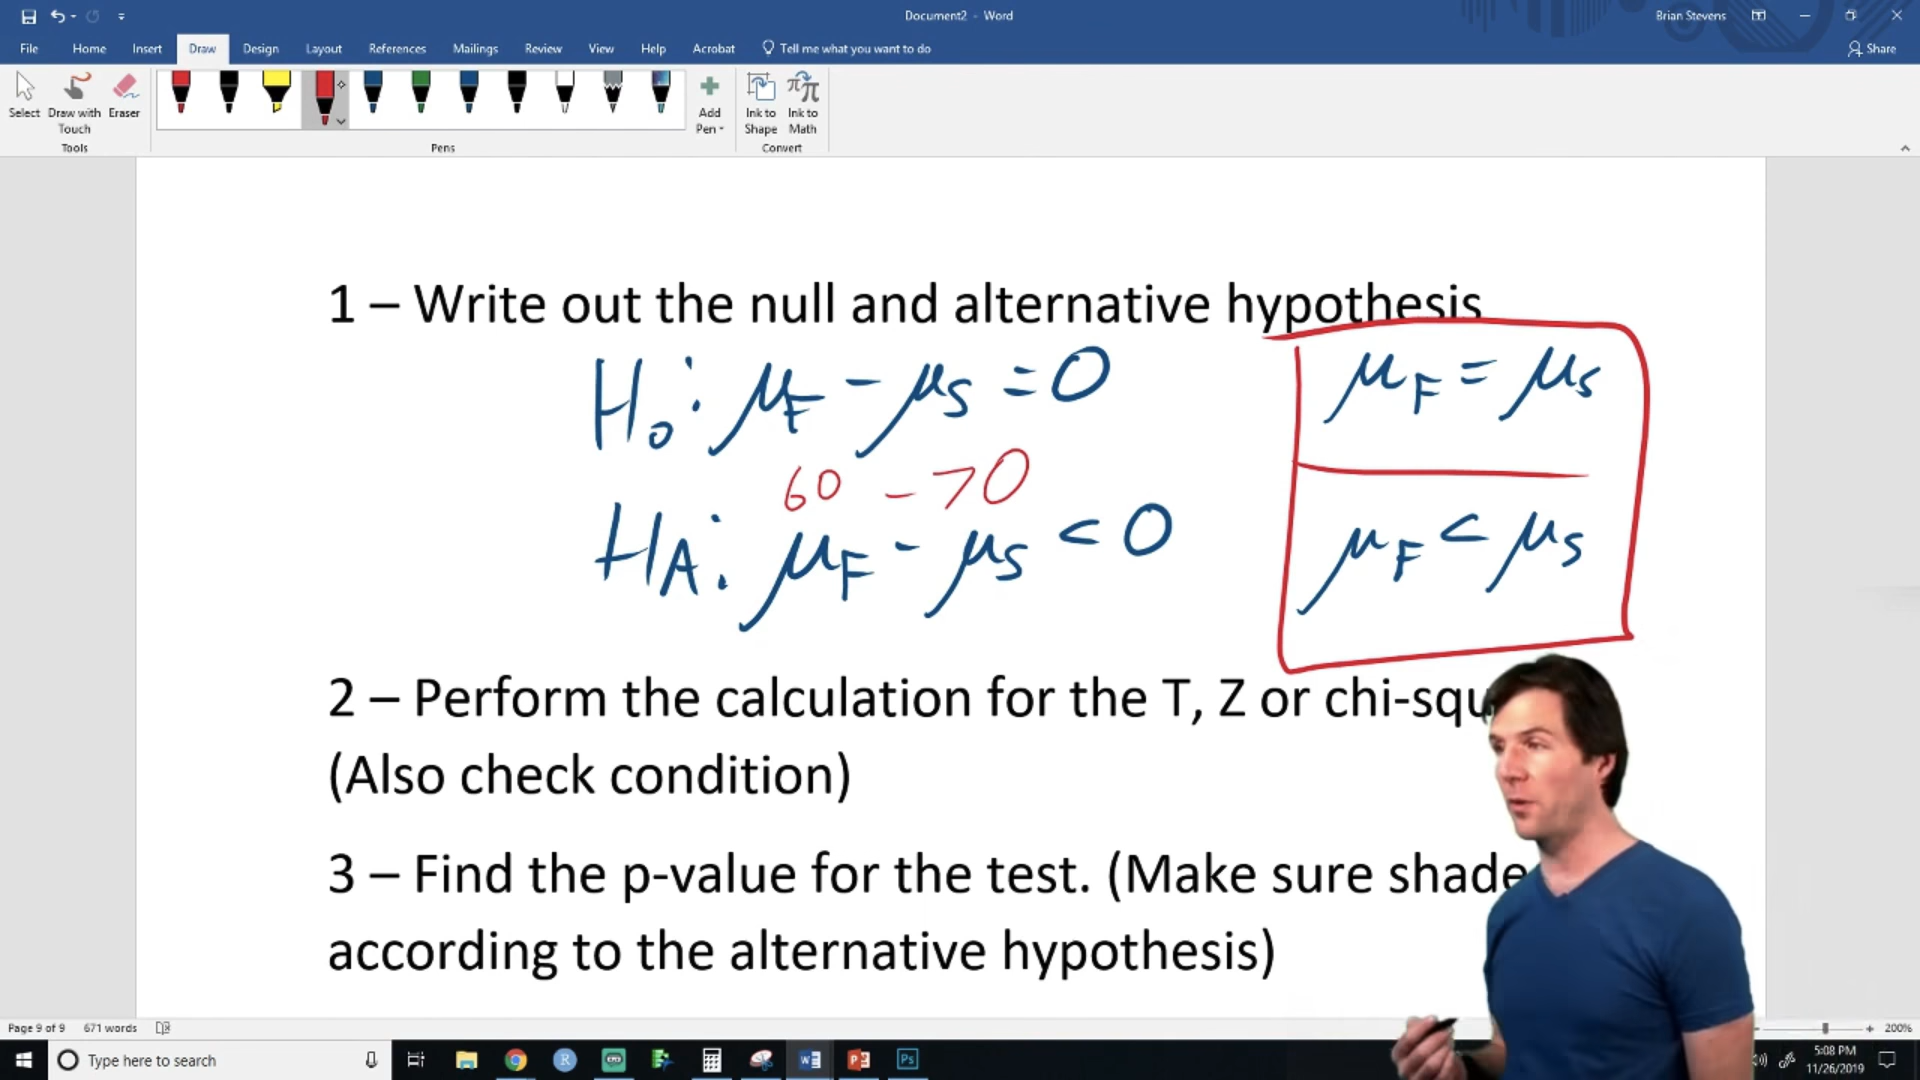 Document2 - Word
Brian Stevens
File Home Insert Draw Design Layout References Mailings Review View Help Acrobat Tell me what you want to do
Share
Select Draw with Touch Eraser Add Pen Ink to Shape Ink to Math
Tools Pens Convert
1 – Write out the null and alternative hypothesis
H₀: μF − μS = 0
μF = μS
60 − 70
HA: μF − μS < 0
μF < μS
2 – Perform the calculation for the T, Z or chi-squ
(Also check condition)
3 – Find the p-value for the test. (Make sure shade
according to the alternative hypothesis)
Page 9 of 9 671 words
200%
Type here to search
5:08 PM
11/26/2019